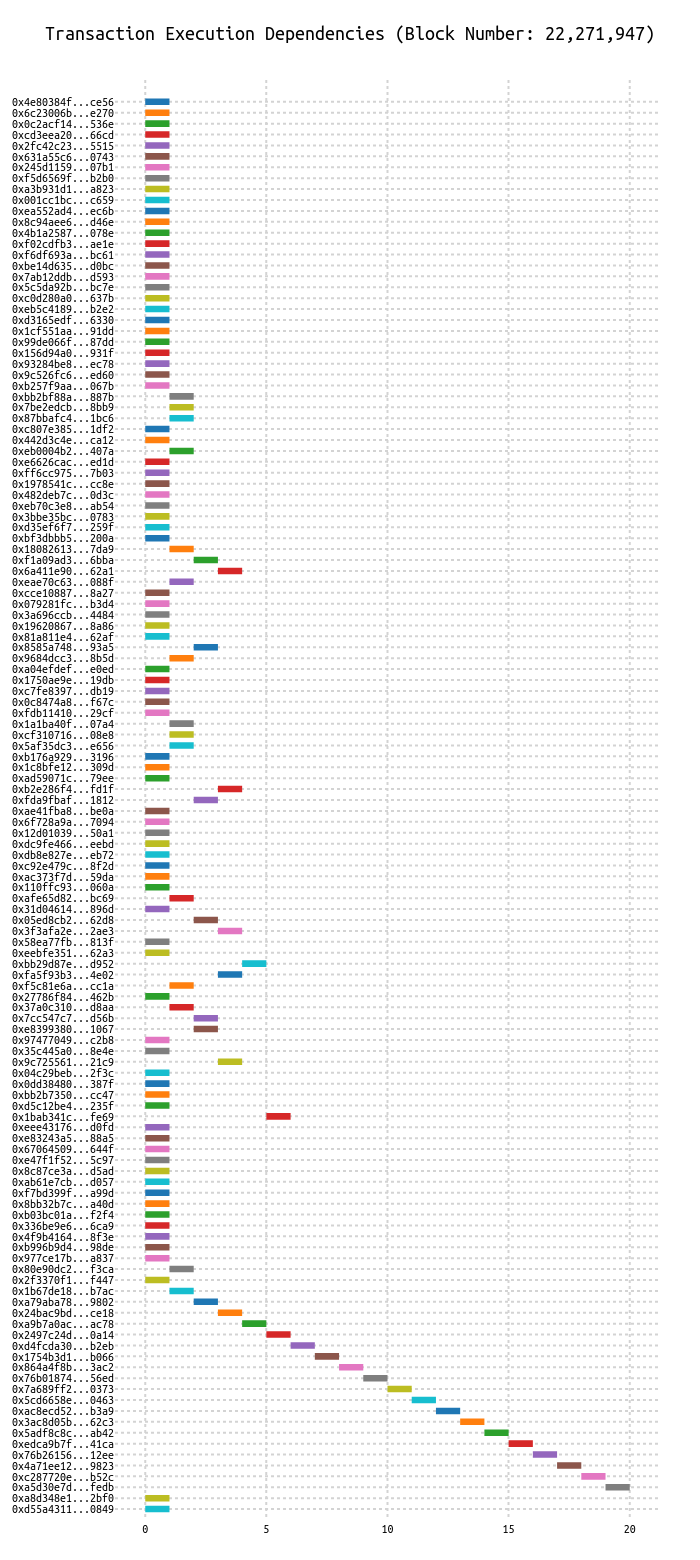 Transaction Execution Dependencies (Block Number: 22,271,947)
0x4e80384f...ce56
0x6c23006b...e270
0x0c2acf14...536e
0xcd3eea20...66cd
0x2fc42c23...5515
0x631a55c6...0743
0x245d1159...07b1
0xf5d6569f...b2b0
0xa3b931d1...a823
0x001cc1bc...c659
0xea552ad4...ec6b
0x8c94aee6...d46e
0x4b1a2587...078e
0xf02cdfb3...ae1e
0xf6df693a...bc61
0xbe14d635...d0bc
0x7ab12ddb...d593
0x5c5da92b...bc7e
0xc0d280a0...637b
0xeb5c4189...b2e2
0xd3165edf...6330
0x1cf551aa...91dd
0x99de066f...87dd
0x156d94a0...931f
0x93284be8...ec78
0x9c526fc6...ed60
0xb257f9aa...067b
0xbb2bf88a...887b
0x7be2edcb...8bb9
0x87bbafc4...1bc6
0xc807e385...1df2
0x442d3c4e...ca12
0xeb0004b2...407a
0xe6626cac...ed1d
0xff6cc975...7b03
0x1978541c...cc8e
0x482deb7c...0d3c
0xeb70c3e8...ab54
0x3bbe35bc...0783
0xd35ef6f7...259f
0xbf3dbbb5...200a
0x18082613...7da9
0xf1a09ad3...6bba
0x6a411e90...62a1
0xeae70c63...088f
0xcce10887...8a27
0x079281fc...b3d4
0x3a696ccb...4484
0x19620867...8a86
0x81a811e4...62af
0x8585a748...93a5
0x9684dcc3...8b5d
0xa04efdef...e0ed
0x1750ae9e...19db
0xc7fe8397...db19
0x0c8474a8...f67c
0xfdb11410...29cf
0x1a1ba40f...07a4
0xcf310716...08e8
0x5af35dc3...e656
0xb176a929...3196
0x1c8bfe12...309d
0xad59071c...79ee
0xb2e286f4...fd1f
0xfda9fbaf...1812
0xae41fba8...be0a
0x6f728a9a...7094
0x12d01039...50a1
0xdc9fe466...eebd
0xdb8e827e...eb72
0xc92e479c...8f2d
0xac373f7d...59da
0x110ffc93...060a
0xafe65d82...bc69
0x31d04614...896d
0x05ed8cb2...62d8
0x3f3afa2e...2ae3
0x58ea77fb...813f
0xeebfe351...62a3
0xbb29d87e...d952
0xfa5f93b3...4e02
0xf5c81e6a...cc1a
0x27786f84...462b
0x37a0c310...d8aa
0x7cc547c7...d56b
0xe8399380...1067
0x97477049...c2b8
0x35c445a0...8e4e
0x9c725561...21c9
0x04c29beb...2f3c
0x0dd38480...387f
0xbb2b7350...cc47
0xd5c12be4...235f
0x1bab341c...fe69
0xeee43176...d0fd
0xe83243a5...88a5
0x67064509...644f
0xe47f1f52...5c97
0x8c87ce3a...d5ad
0xab61e7cb...d057
0xf7bd399f...a99d
0x8bb32b7c...a40d
0xb03bc01a...f2f4
0x336be9e6...6ca9
0x4f9b4164...8f3e
0xb996b9d4...98de
0x977ce17b...a837
0x80e90dc2...f3ca
0x2f3370f1...f447
0x1b67de18...b7ac
0xa79aba78...9802
0x24bac9bd...ce18
0xa9b7a0ac...ac78
0x2497c24d...0a14
0xd4fcda30...b2eb
0x1754b3d1...b066
0x864a4f8b...3ac2
0x76b01874...56ed
0x7a689ff2...0373
0x5cd6658e...0463
0xac8ecd52...b3a9
0x3ac8d05b...62c3
0x5adf8c8c...ab42
0xedca9b7f...41ca
0x76b26156...12ee
0x4a71ee12...9823
0xc287720e...b52c
0xa5d30e7d...fedb
0xa8d348e1...2bf0
0xd55a4311...0849
0 5 10 15 20